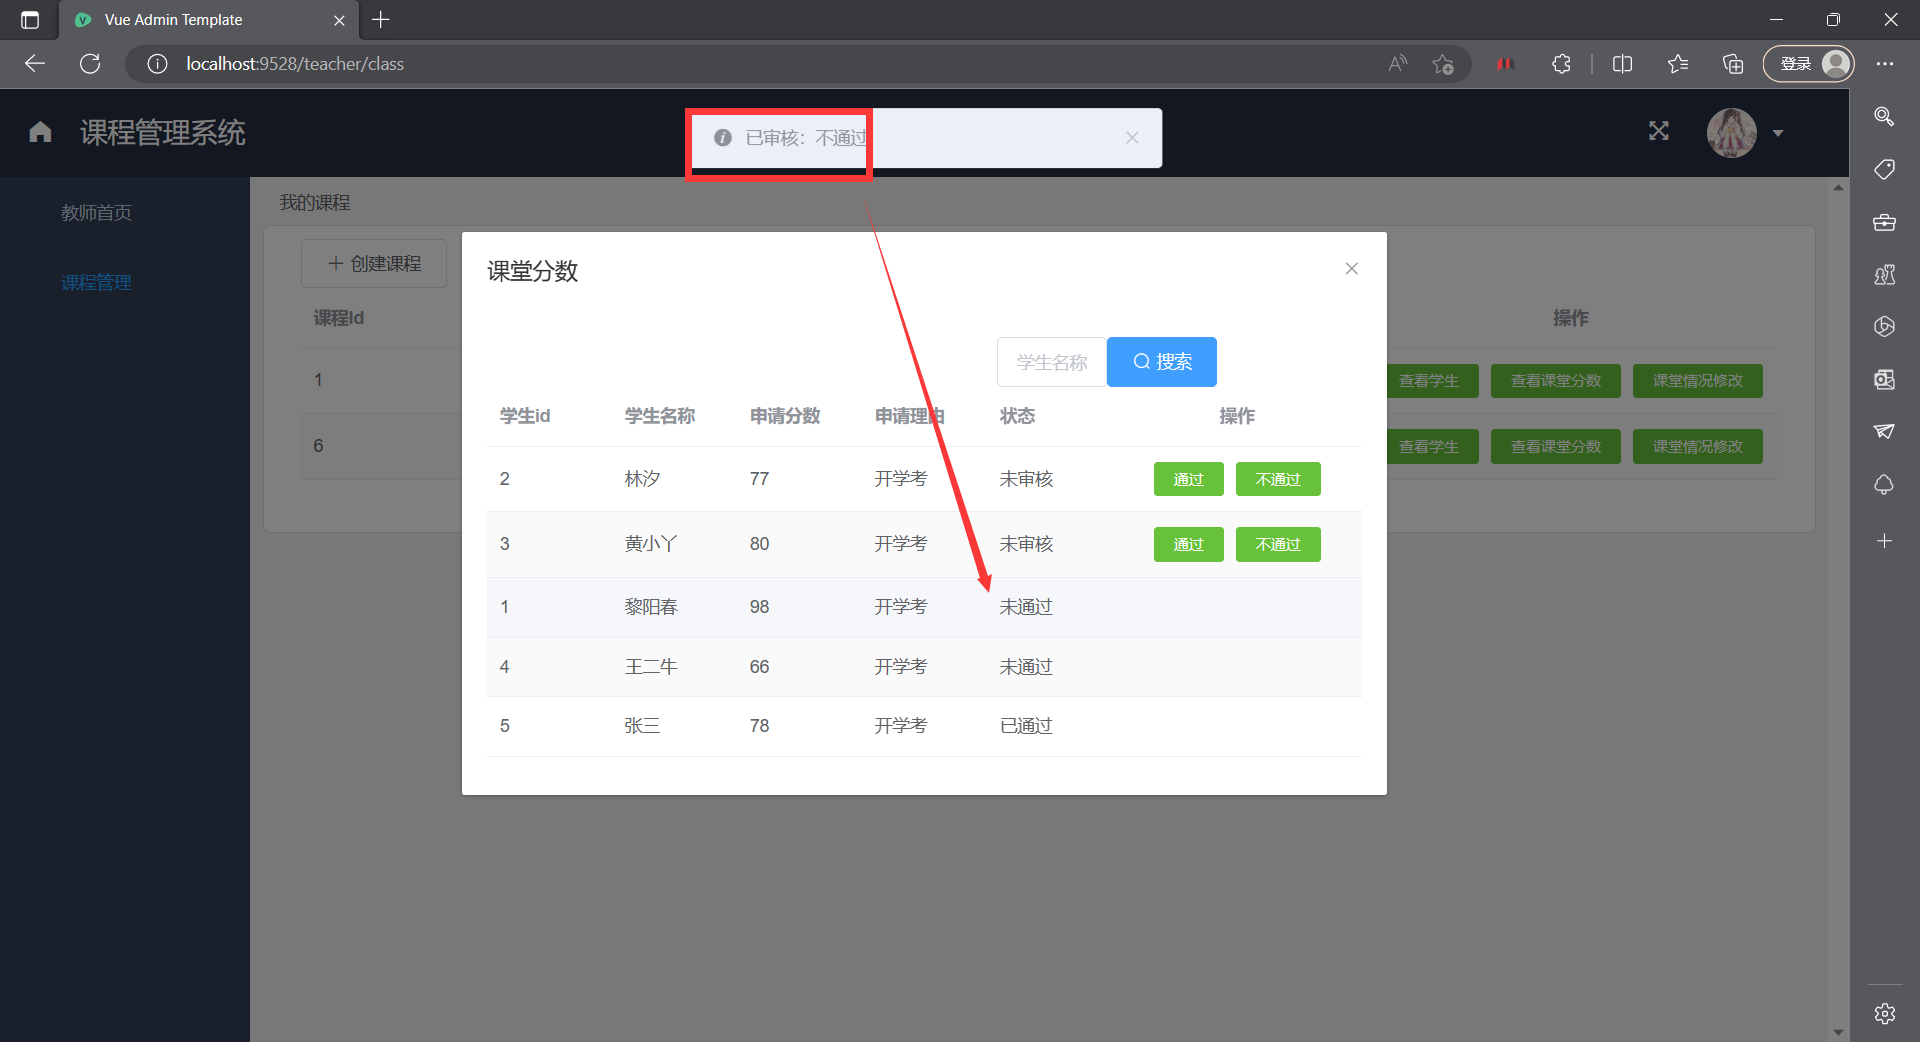 Vue Admin Template
localhost:9528/teacher/class
登录
课程管理系统
已审核：不通过
教师首页
课程管理
我的课程
创建课程
课程Id
操作
1
查看学生 查看课堂分数 课堂情况修改
6
查看学生 查看课堂分数 课堂情况修改
课堂分数
学生名称 搜索
学生id 学生名称 申请分数 申请理由 状态 操作
2 林汐 77 开学考 未审核 通过 不通过
3 黄小丫 80 开学考 未审核 通过 不通过
1 黎阳春 98 开学考 未通过
4 王二牛 66 开学考 未通过
5 张三 78 开学考 已通过